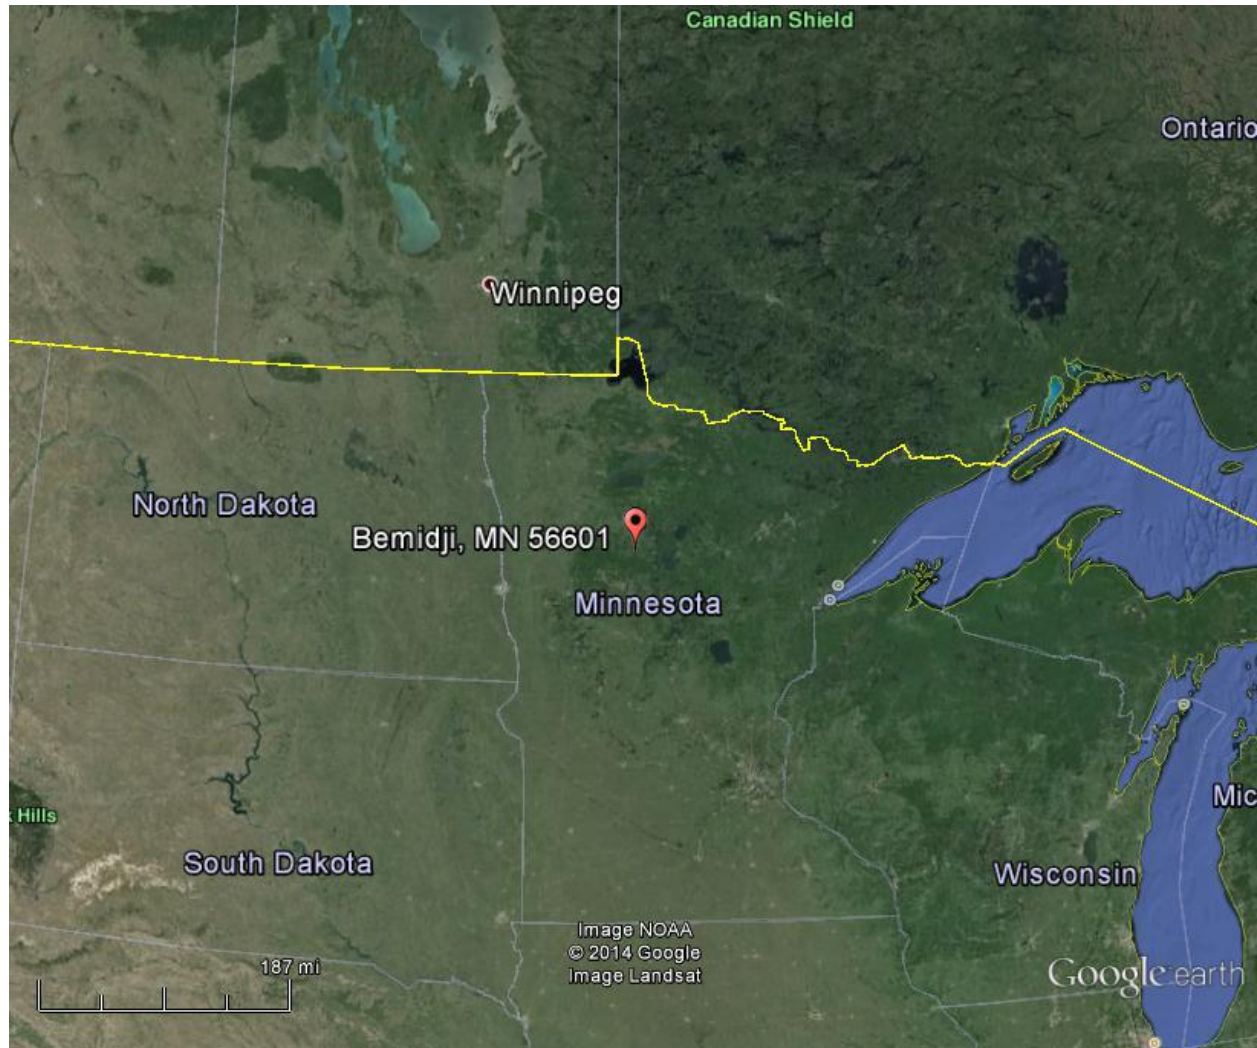 Canadian Shield
Ontario
Winnipeg
North Dakota
Bemidji, MN 56601
Minnesota
Mic
Hills
South Dakota
Wisconsin
Image NOAA
© 2014 Google
Image Landsat
187 mi
Google earth